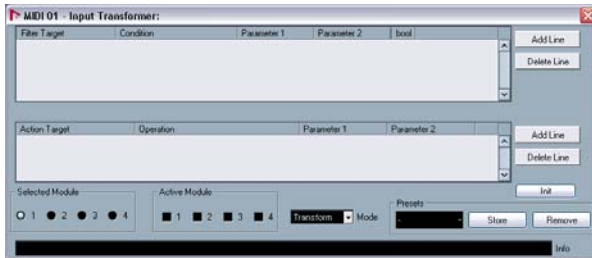 MIDI 01 - Input Transformer:
Filter Target Condition Parameter 1 Parameter 2 bool
Add Line
Delete Line
Action Target Operation Parameter 1 Parameter 2
Add Line
Delete Line
Init
Selected Module Active Module Presets
1 2 3 4 1 2 3 4 Transform Mode Store Remove
Info